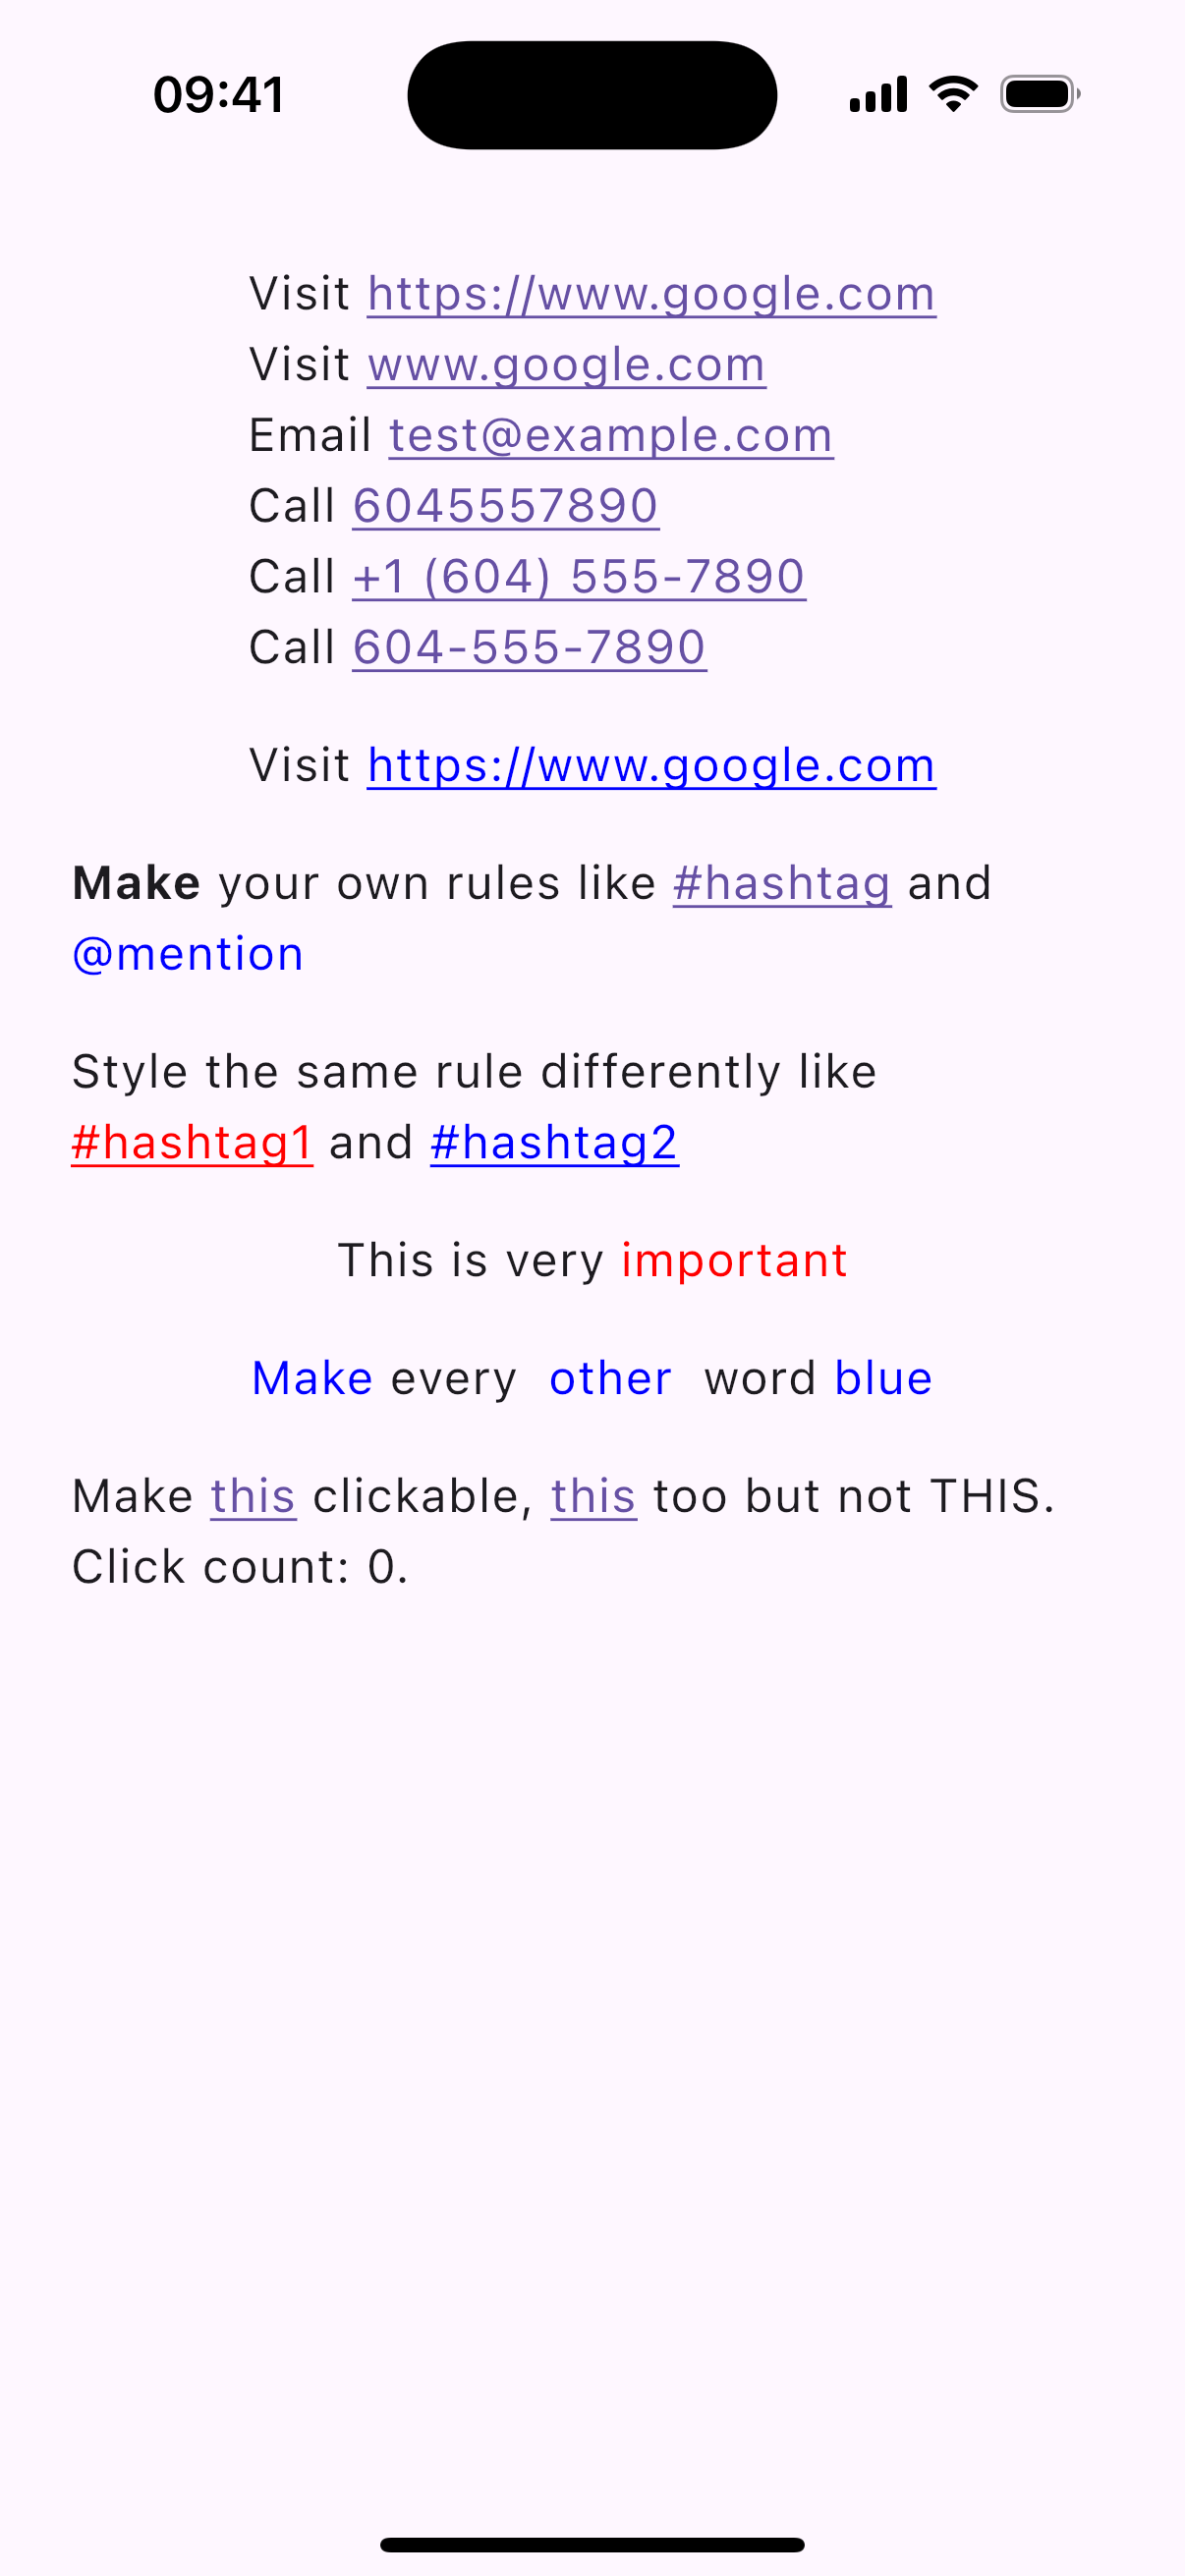 09:41
Visit https://www.google.com
Visit www.google.com
Email test@example.com
Call 6045557890
Call +1 (604) 555-7890
Call 604-555-7890
Visit https://www.google.com
Make your own rules like #hashtag and
@mention
Style the same rule differently like
#hashtag1 and #hashtag2
This is very important
Make every  other  word blue
Make this clickable, this too but not THIS.
Click count: 0.